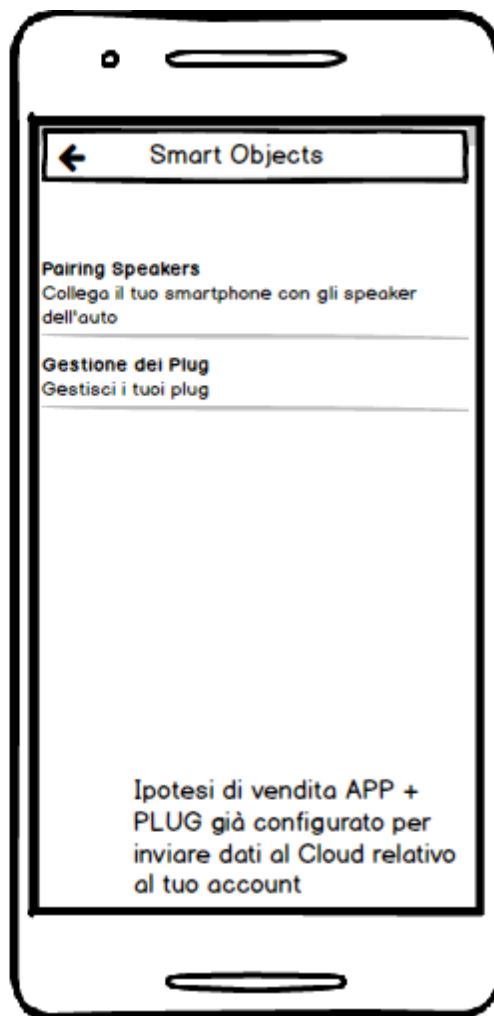 Smart Objects
Pairing Speakers
Collega il tuo smartphone con gli speaker
dell'auto
Gestione dei Plug
Gestisci i tuoi plug
Ipotesi di vendita APP +
PLUG già configurato per
inviare dati al Cloud relativo
al tuo account